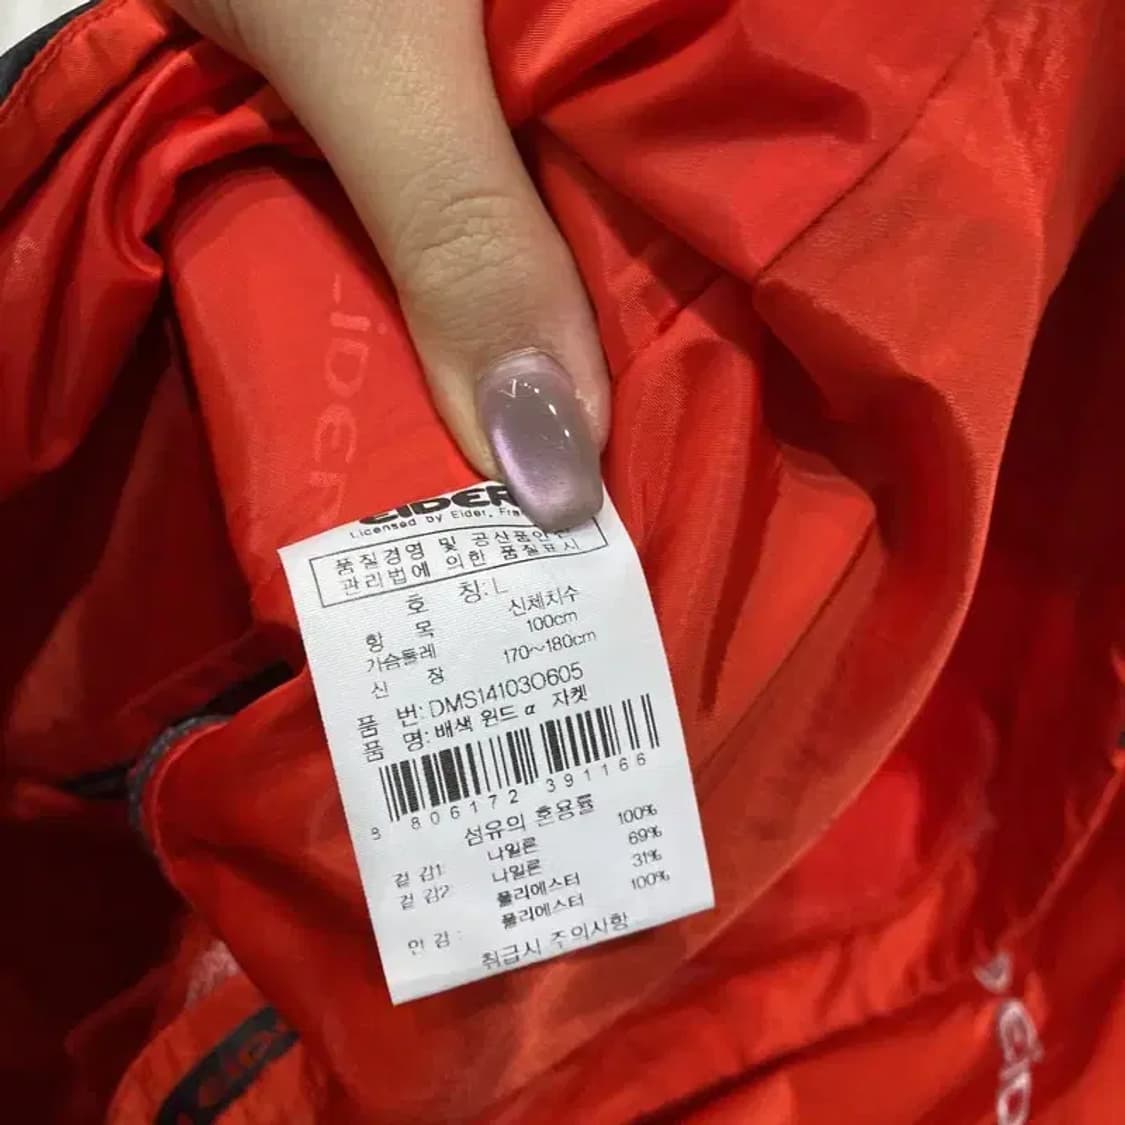 EIDER
Licensed by Eider, Fra
품질경영 및 공산품안전
관리법에 의한 품질표시
호 칭: L
항 목 신체치수
가슴둘레 100cm
신 장 170~180cm
품 번: DMS14103O605
품 명: 배색 윈드 α 자켓
8 806172 391166
섬유의 혼용률
겉 감1: 나일론 100%
겉 감2: 나일론 69%
폴리에스터 31%
안 감 : 폴리에스터 100%
취급시 주의사항